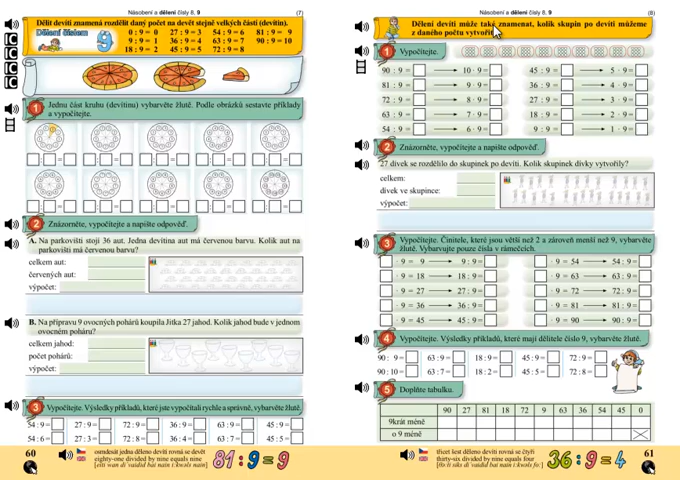 Násobení a dělení čísly 8, 9 (7)
Dělit devíti znamená rozdělit daný počet na devět stejně velkých částí (devítin).
Dělení číslem 9
0 : 9 = 0 27 : 9 = 3 54 : 9 = 6 81 : 9 = 9
9 : 9 = 1 36 : 9 = 4 63 : 9 = 7 90 : 9 = 10
18 : 9 = 2 45 : 9 = 5 72 : 9 = 8
1 Jednu část kruhu (devítinu) vybarvěte žlutě. Podle obrázků sestavte příklady
a vypočítejte.
: =  : =  : =  : =  : =
: =  : =  : =  : =  : =
2 Znázorněte, vypočítejte a napište odpověď.
A. Na parkovišti stojí 36 aut. Jedna devítina aut má červenou barvu. Kolik aut na
parkovišti má červenou barvu?
celkem aut:
červených aut:
výpočet:
B. Na přípravu 9 ovocných pohárů koupila Jitka 27 jahod. Kolik jahod bude v jednom
ovocném poháru?
celkem jahod:
počet pohárů:
výpočet:
3 Vypočítejte. Výsledky příkladů, které jste vypočítali rychle a správně, vybarvěte žlutě.
54 : 9 = 27 : 9 = 72 : 9 = 36 : 9 = 63 : 9 = 45 : 9 =
54 : 6 = 27 : 3 = 72 : 8 = 36 : 4 = 63 : 7 = 45 : 5 =
60
osmdesát jedna děleno devíti rovná se devět
eighty-one divided by nine equals nine
81 : 9 = 9
Násobení a dělení čísly 8, 9 (8)
Dělení devíti může také znamenat, kolik skupin po devíti můžeme
z daného počtu vytvořit.
1 Vypočítejte.
90 : 9 = 10 · 9 = 45 : 9 = 5 · 9 =
81 : 9 = 9 · 9 = 36 : 9 = 4 · 9 =
72 : 9 = 8 · 9 = 27 : 9 = 3 · 9 =
63 : 9 = 7 · 9 = 18 : 9 = 2 · 9 =
54 : 9 = 6 · 9 = 9 : 9 = 1 · 9 =
2 Znázorněte, vypočítejte a napište odpověď.
27 dívek se rozdělilo do skupinek po devíti. Kolik skupinek dívky vytvořily?
celkem:
dívek ve skupince:
výpočet:
3 Vypočítejte. Činitele, které jsou větší než 2 a zároveň menší než 9, vybarvěte
žlutě. Vybarvujte pouze čísla v rámečcích.
· 9 = 9 9 : 9 = · 9 = 54 54 : 9 =
· 9 = 18 18 : 9 = · 9 = 63 63 : 9 =
· 9 = 27 27 : 9 = · 9 = 72 72 : 9 =
· 9 = 36 36 : 9 = · 9 = 81 81 : 9 =
· 9 = 45 45 : 9 = · 9 = 90 90 : 9 =
4 Vypočítejte. Výsledky příkladů, které mají dělitele číslo 9, vybarvěte žlutě.
90 : 9 = 63 : 9 = 18 : 9 = 45 : 9 = 72 : 9 =
90 : 10 = 63 : 7 = 18 : 2 = 45 : 5 = 72 : 8 =
5 Doplňte tabulku.
90 27 81 18 72 9 63 36 54 45 0
9krát méně
o 9 méně
třicet šest děleno devíti rovná se čtyři
thirty-six divided by nine equals four
36 : 9 = 4
61